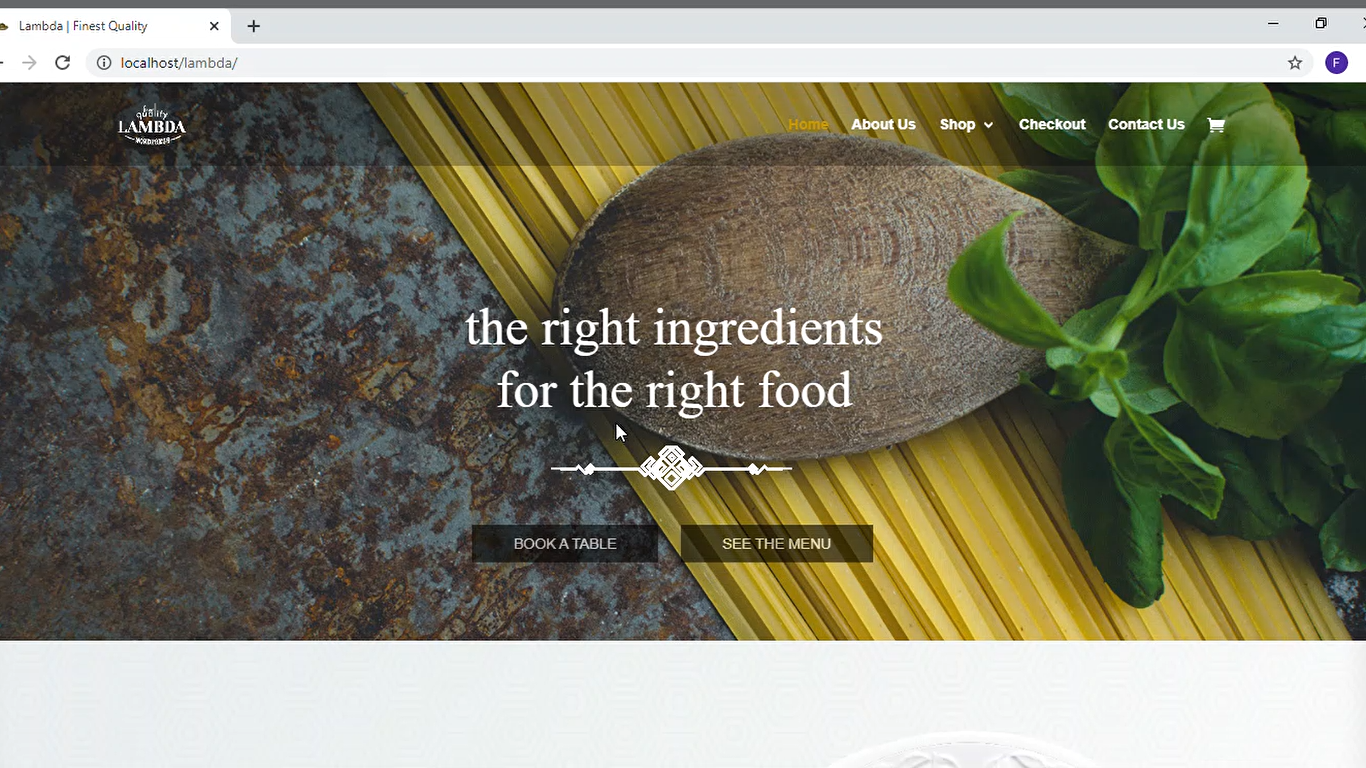 Lambda | Finest Quality
localhost/lambda/
F
quality
LAMBDA
Home
About Us
Shop
Checkout
Contact Us
the right ingredients
for the right food
BOOK A TABLE
SEE THE MENU